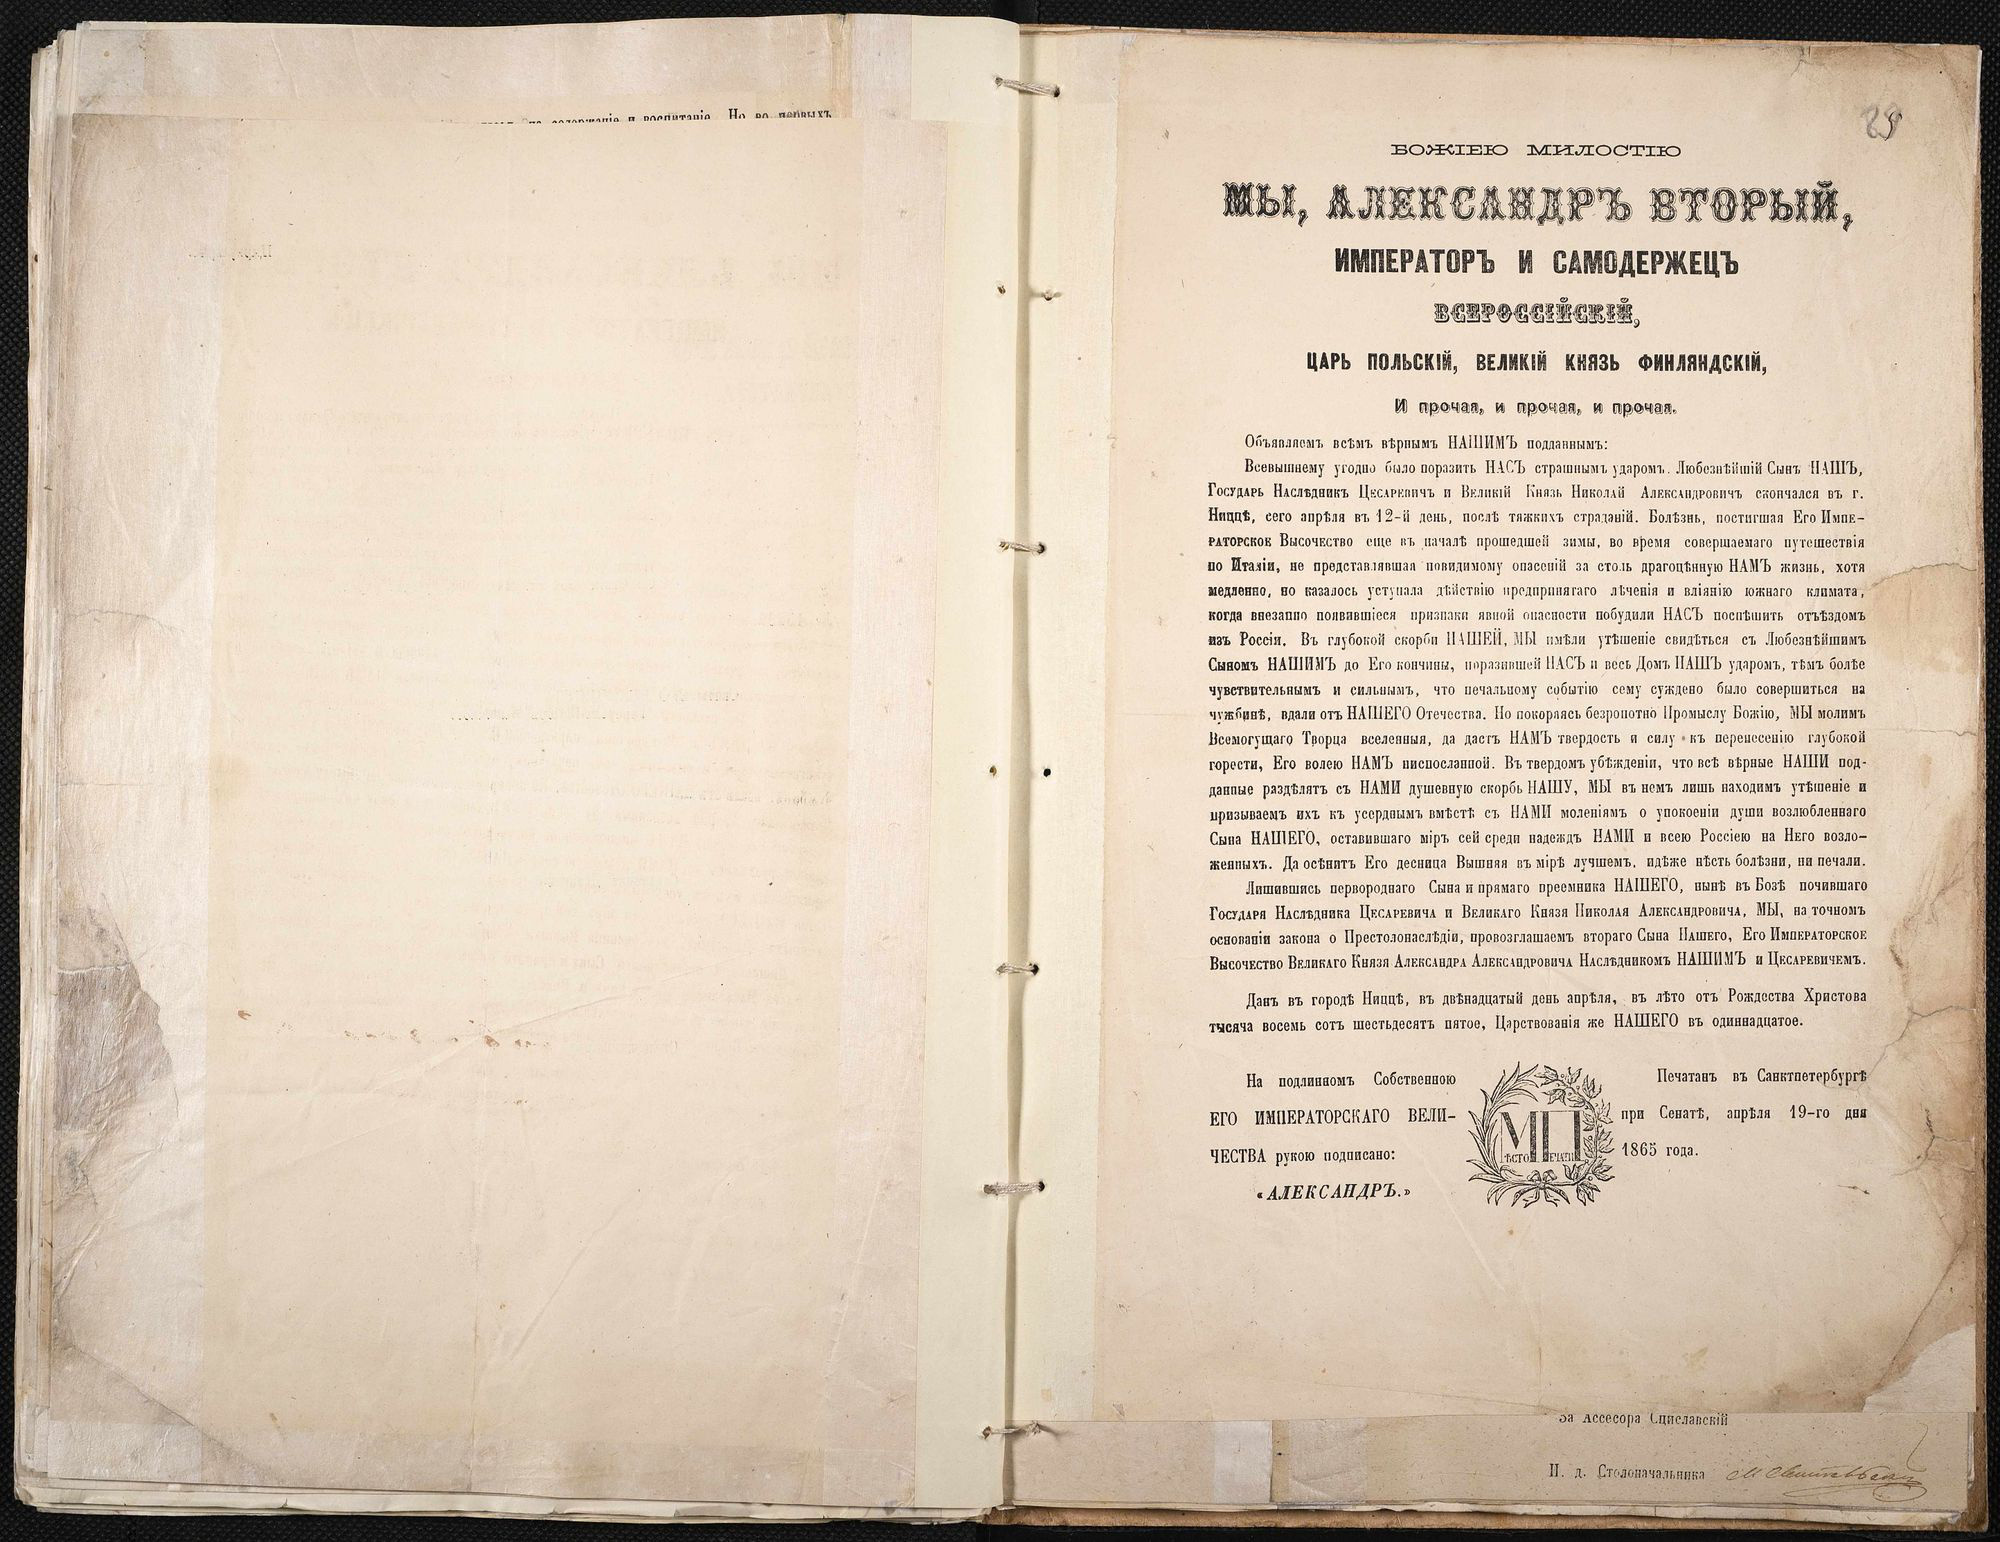 на содержаніе и воспитаніе. Но во первыхъ
БОЖІЕЮ МИЛОСТІЮ
МЫ, АЛЕКСАНДРЪ ВТОРЫЙ,
ИМПЕРАТОРЪ И САМОДЕРЖЕЦЪ
ВСЕРОССІЙСКІЙ,
ЦАРЬ ПОЛЬСКІЙ, ВЕЛИКІЙ КНЯЗЬ ФИНЛЯНДСКІЙ,
И прочая, и прочая, и прочая.
Объявляемъ всѣмъ вѣрнымъ НАШИМЪ подданнымъ:
Всевышнему угодно было поразить НАСЪ страшнымъ ударомъ. Любезнѣйшій Сынъ НАШЪ,
Государь Наслѣдникъ Цесаревичъ и Великій Князь Николай Александровичъ скончался въ г.
Ниццѣ, сего апрѣля въ 12-й день, послѣ тяжкихъ страданій. Болѣзнь, постигшая Его Импе-
раторское Высочество еще въ началѣ прошедшей зимы, во время совершаемаго путешествія
по Италіи, не представлявшая повидимому опасеній за столь драгоцѣнную НАМЪ жизнь, хотя
медленно, но казалось уступала дѣйствію предпринятаго лѣченія и вліянію южнаго климата,
когда внезапно появившіеся признаки явной опасности побудили НАСЪ поспѣшить отъѣздомъ
изъ Россіи. Въ глубокой скорби НАШЕЙ, МЫ имѣли утѣшеніе свидѣться съ Любезнѣйшимъ
Сыномъ НАШИМЪ до Его кончины, поразившей НАСЪ и весь Домъ НАШЪ ударомъ, тѣмъ болѣе
чувствительнымъ и сильнымъ, что печальному событію сему суждено было совершиться на
чужбинѣ, вдали отъ НАШЕГО Отечества. Но покоряясь безропотно Промыслу Божію, МЫ молимъ
Всемогущаго Творца вселенныя, да дастъ НАМЪ твердость и силу къ перенесенію глубокой
горести, Его волею НАМЪ ниспосланной. Въ твердомъ убѣжденіи, что всѣ вѣрные НАШИ под-
данные раздѣлятъ съ НАМИ душевную скорбь НАШУ, МЫ въ немъ лишь находимъ утѣшеніе и
призываемъ ихъ къ усерднымъ вмѣстѣ съ НАМИ моленіямъ о упокоеніи души возлюбленнаго
Сына НАШЕГО, оставившаго міръ сей среди надеждъ НАМИ и всею Россіею на Него возло-
женныхъ. Да осѣнитъ Его десница Вышняя въ мірѣ лучшемъ, идѣже нѣсть болѣзни, ни печали.
Лишившись первороднаго Сына и прямаго преемника НАШЕГО, нынѣ въ Бозѣ почившаго
Государя Наслѣдника Цесаревича и Великаго Князя Николая Александровича, МЫ, на точномъ
основаніи закона о Престолонаслѣдіи, провозглашаемъ втораго Сына Нашего, Его Императорское
Высочество Великаго Князя Александра Александровича Наслѣдникомъ НАШИМЪ и Цесаревичемъ.
Данъ въ городѣ Ниццѣ, въ двѣнадцатый день апрѣля, въ лѣто отъ Рождества Христова
тысяча восемь сотъ шестьдесятъ пятое, Царствованія же НАШЕГО въ одиннадцатое.
На подлинномъ Собственною
ЕГО ИМПЕРАТОРСКАГО ВЕЛИ-
ЧЕСТВА рукою подписано:
«АЛЕКСАНДРЪ.»
МѢСТО ПЕЧАТИ
Печатанъ въ Санктпетербургѣ
при Сенатѣ, апрѣля 19-го дня
1865 года.
За Ассесора Сциславскій
И. д. Столоначальника